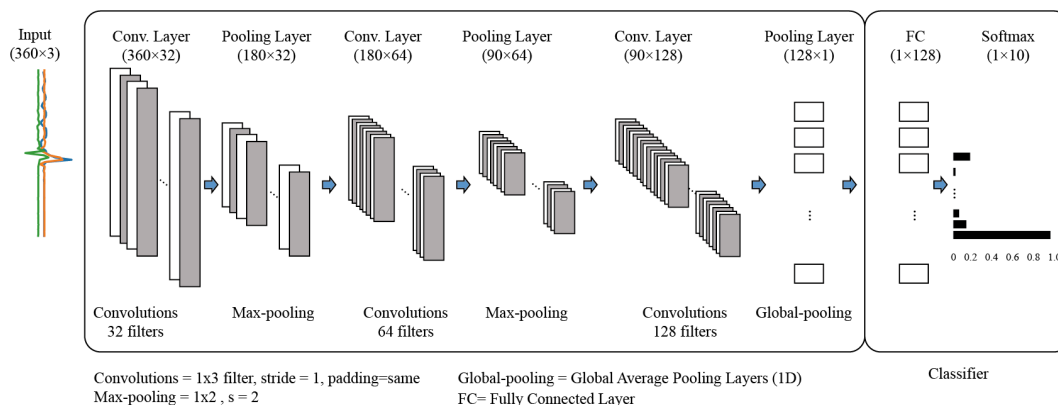 Input
(360×3)
Conv. Layer
(360×32)
Pooling Layer
(180×32)
Conv. Layer
(180×64)
Pooling Layer
(90×64)
Conv. Layer
(90×128)
Pooling Layer
(128×1)
FC
(1×128)
Softmax
(1×10)
0 0.2 0.4 0.6 0.8 1.0
Convolutions
32 filters
Max-pooling
Convolutions
64 filters
Max-pooling
Convolutions
128 filters
Global-pooling
Convolutions = 1x3 filter, stride = 1, padding=same
Max-pooling = 1x2 , s = 2
Global-pooling = Global Average Pooling Layers (1D)
FC= Fully Connected Layer
Classifier